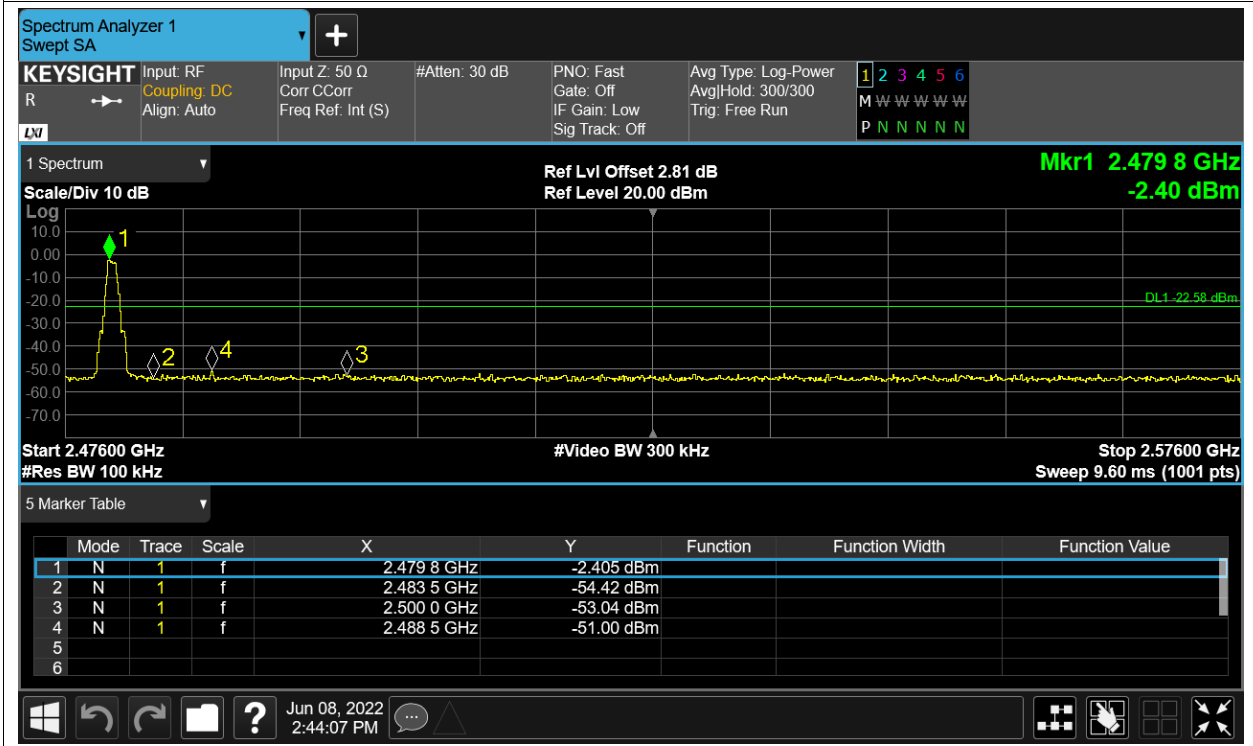 Spectrum Analyzer 1
Swept SA
+
KEYSIGHT
R
LXI
Input: RF
Coupling: DC
Align: Auto
Input Z: 50 Ω
Corr CCorr
Freq Ref: Int (S)
#Atten: 30 dB
PNO: Fast
Gate: Off
IF Gain: Low
Sig Track: Off
Avg Type: Log-Power
Avg|Hold: 300/300
Trig: Free Run
1 2 3 4 5 6
M W W W W W
P N N N N N
1 Spectrum
Scale/Div 10 dB
Ref Lvl Offset 2.81 dB
Ref Level 20.00 dBm
Mkr1 2.479 8 GHz
-2.40 dBm
Log
10.0
0.00
-10.0
-20.0
-30.0
-40.0
-50.0
-60.0
-70.0
1
2
4
3
DL1 -22.58 dBm
Start 2.47600 GHz
#Res BW 100 kHz
#Video BW 300 kHz
Stop 2.57600 GHz
Sweep 9.60 ms (1001 pts)
5 Marker Table
Mode Trace Scale X Y Function Function Width Function Value
1 N 1 f 2.479 8 GHz -2.405 dBm
2 N 1 f 2.483 5 GHz -54.42 dBm
3 N 1 f 2.500 0 GHz -53.04 dBm
4 N 1 f 2.488 5 GHz -51.00 dBm
5
6
?
Jun 08, 2022
2:44:07 PM